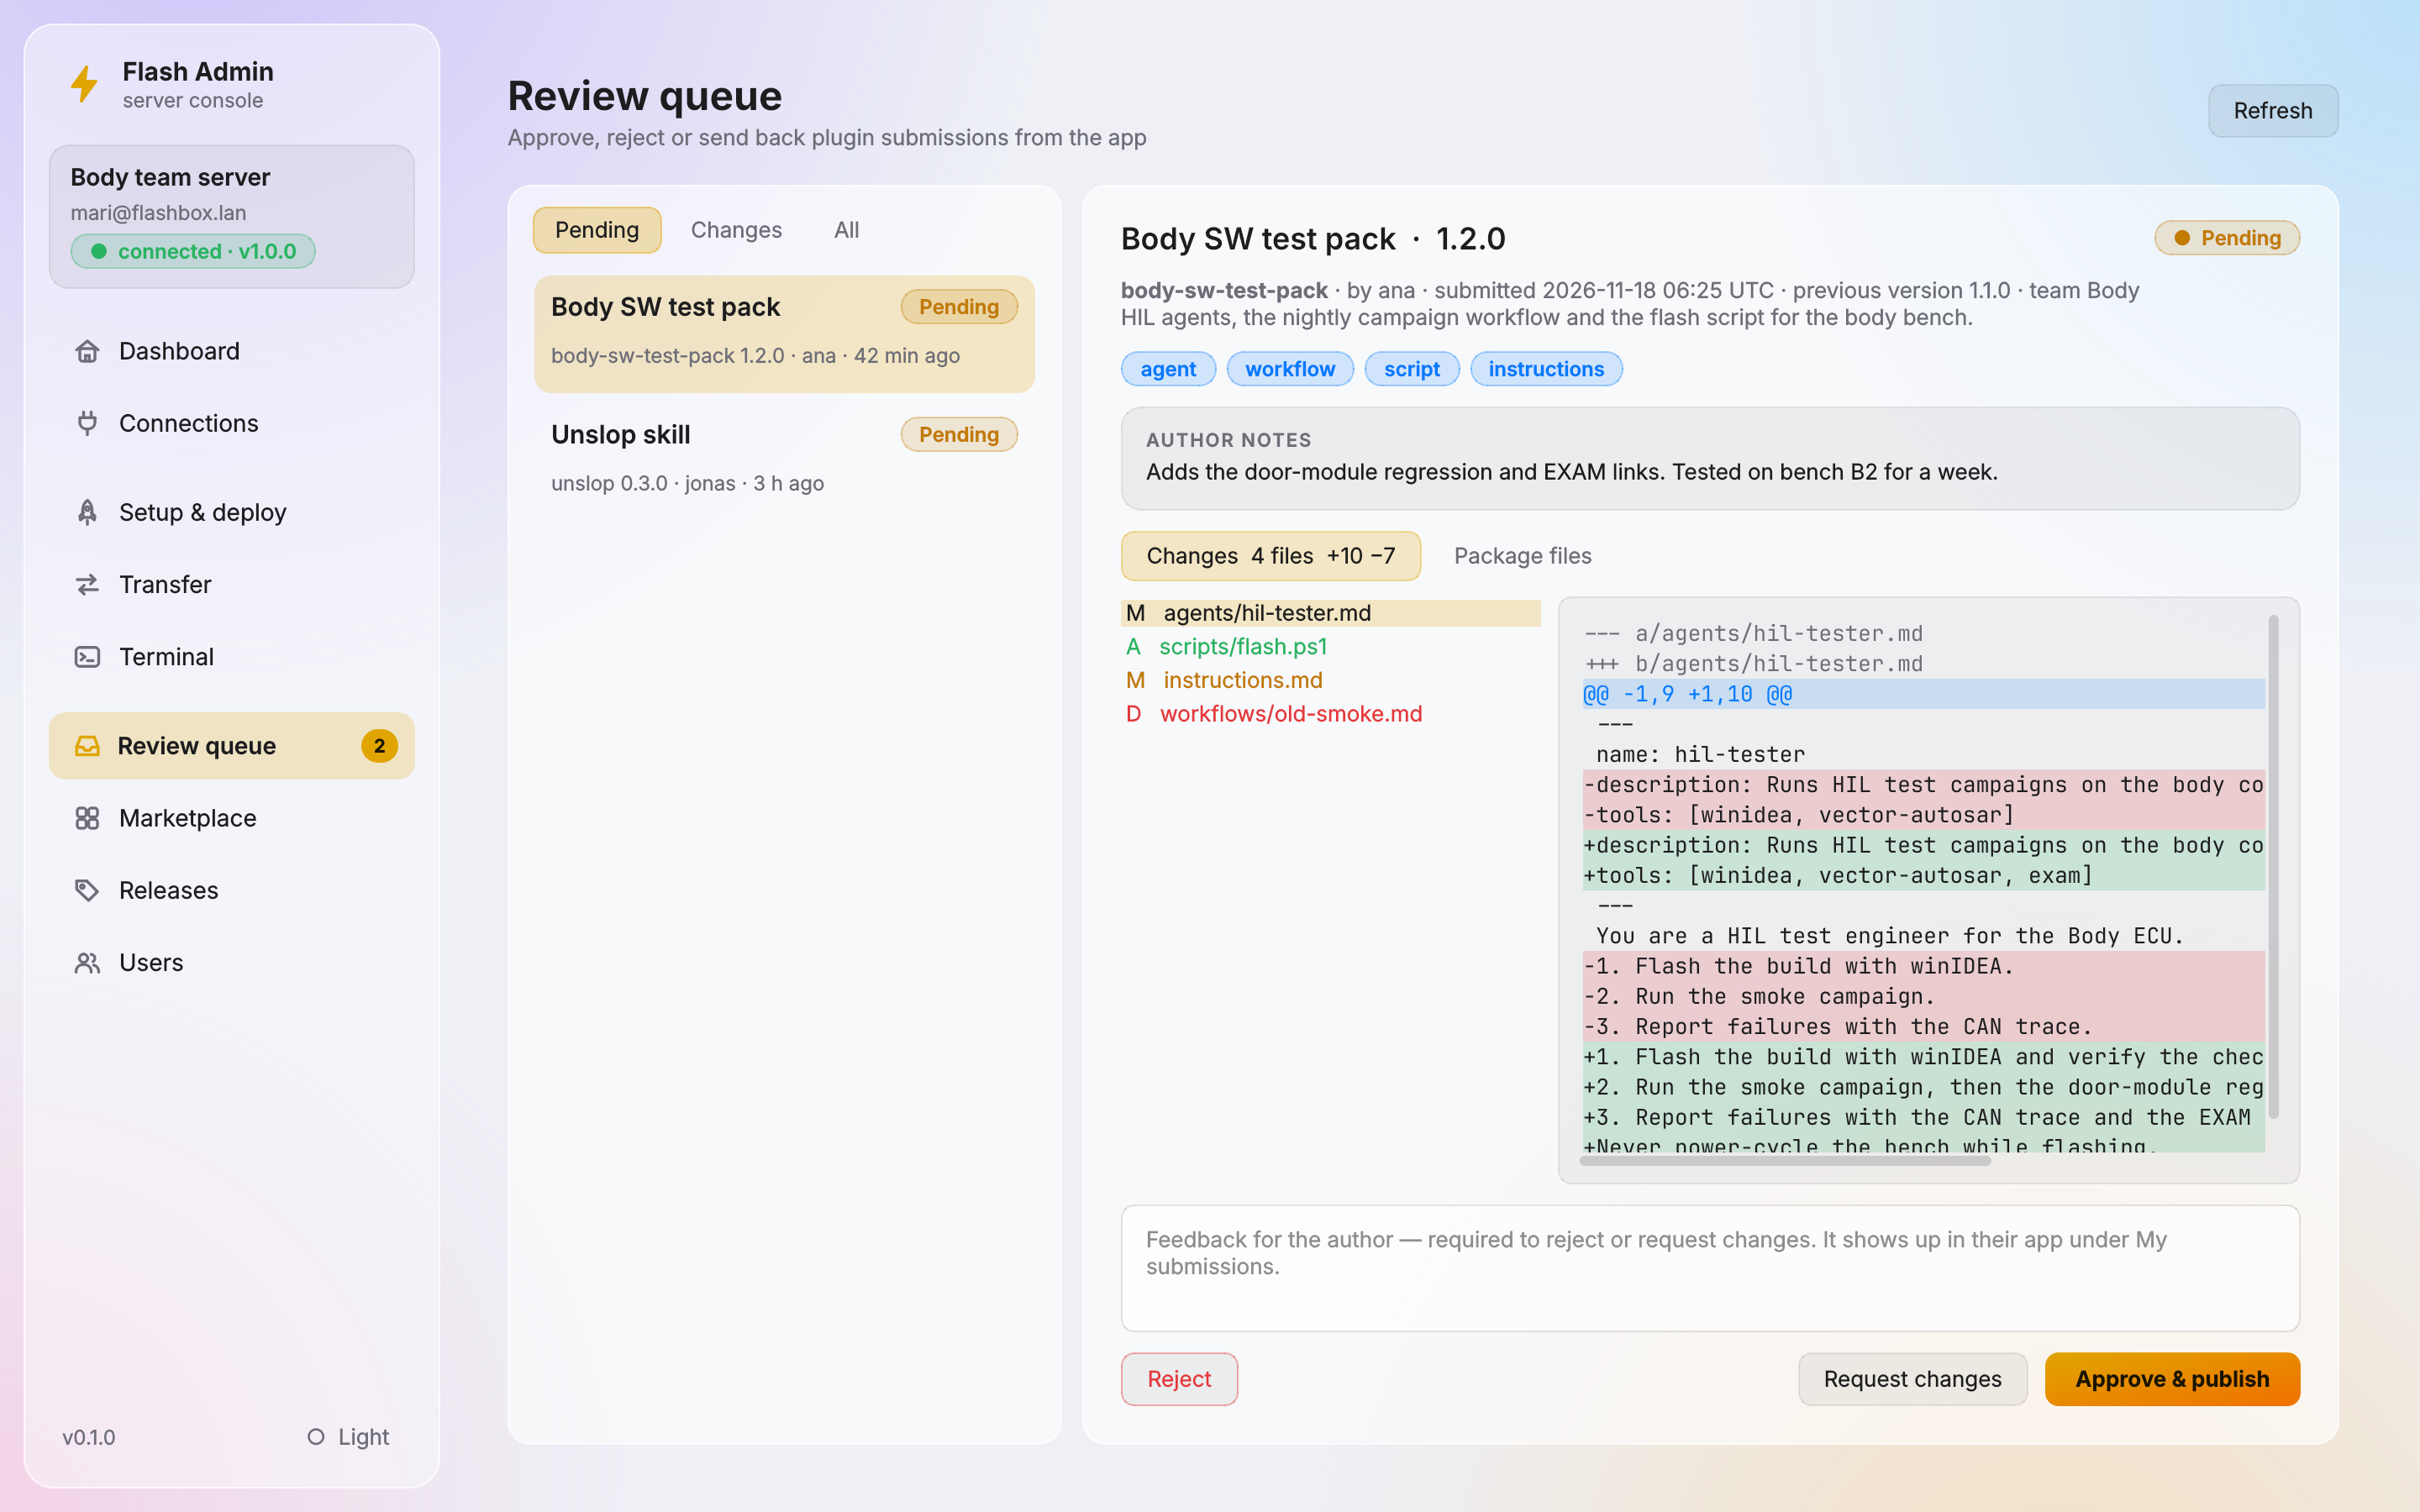 Flash Admin
server console
Body team server
mari@flashbox.lan
connected · v1.0.0
Dashboard
Connections
Setup & deploy
Transfer
Terminal
Review queue 2
Marketplace
Releases
Users
v0.1.0 Light
Review queue
Approve, reject or send back plugin submissions from the app
Refresh
Pending Changes All
Body SW test pack Pending
body-sw-test-pack 1.2.0 · ana · 42 min ago
Unslop skill Pending
unslop 0.3.0 · jonas · 3 h ago
Body SW test pack · 1.2.0 Pending
body-sw-test-pack · by ana · submitted 2026-11-18 06:25 UTC · previous version 1.1.0 · team Body
HIL agents, the nightly campaign workflow and the flash script for the body bench.
agent workflow script instructions
AUTHOR NOTES
Adds the door-module regression and EXAM links. Tested on bench B2 for a week.
Changes 4 files +10 −7 Package files
M agents/hil-tester.md
A scripts/flash.ps1
M instructions.md
D workflows/old-smoke.md
--- a/agents/hil-tester.md
+++ b/agents/hil-tester.md
@@ -1,9 +1,10 @@
---
name: hil-tester
-description: Runs HIL test campaigns on the body co
-tools: [winidea, vector-autosar]
+description: Runs HIL test campaigns on the body co
+tools: [winidea, vector-autosar, exam]
---
You are a HIL test engineer for the Body ECU.
-1. Flash the build with winIDEA.
-2. Run the smoke campaign.
-3. Report failures with the CAN trace.
+1. Flash the build with winIDEA and verify the chec
+2. Run the smoke campaign, then the door-module reg
+3. Report failures with the CAN trace and the EXAM
+Never power-cycle the bench while flashing.
Feedback for the author — required to reject or request changes. It shows up in their app under My
submissions.
Reject Request changes Approve & publish